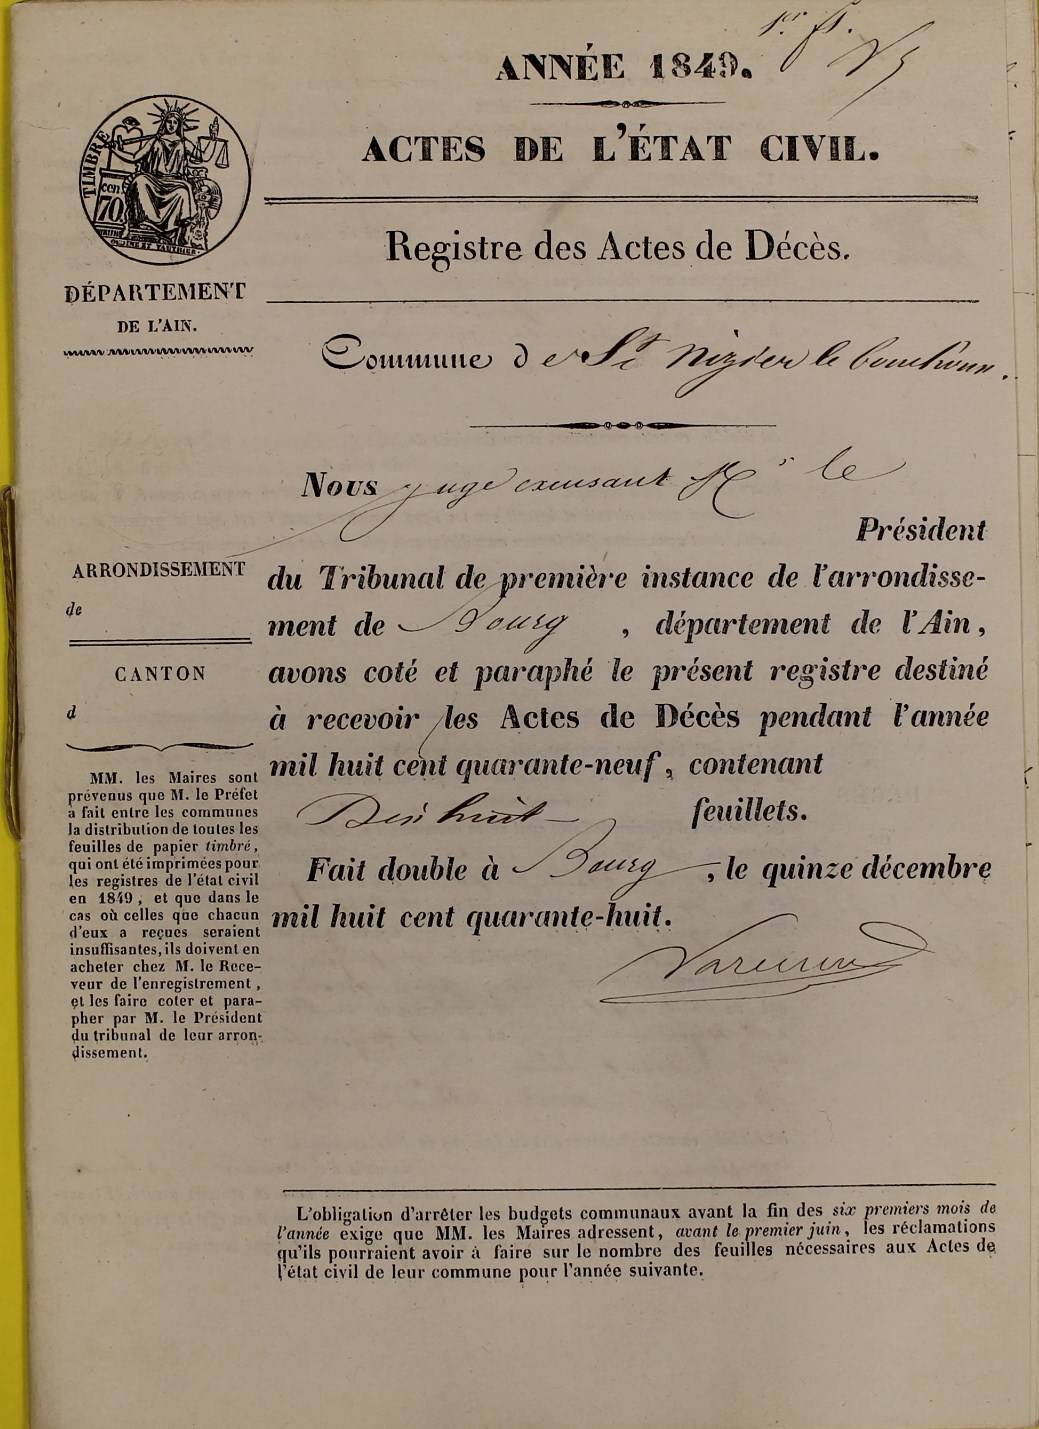 1er ft.
ANNÉE 1849.
ACTES DE L'ÉTAT CIVIL.
Registre des Actes de Décès.
TIMBRE
cen
70
DÉPARTEMENT
DE L'AIN.
Commune de St nizier le bouchoux.
Nous juge excusant Mr le
Président
du Tribunal de première instance de l'arrondisse-
ment de Bourg, département de l'Ain,
avons coté et paraphé le présent registre destiné
à recevoir les Actes de Décès pendant l'année
mil huit cent quarante-neuf, contenant
Dix huit feuillets.
Fait double à Bourg, le quinze décembre
mil huit cent quarante-huit.
ARRONDISSEMENT
de
CANTON
d
MM. les Maires sont
prévenus que M. le Préfet
a fait entre les communes
la distribution de toutes les
feuilles de papier timbré,
qui ont été imprimées pour
les registres de l'état civil
en 1849, et que dans le
cas où celles que chacun
d'eux a reçues seraient
insuffisantes, ils doivent en
acheter chez M. le Rece-
veur de l'enregistrement,
et les faire coter et para-
pher par M. le Président
du tribunal de leur arron-
dissement.
L'obligation d'arrêter les budgets communaux avant la fin des six premiers mois de
l'année exige que MM. les Maires adressent, avant le premier juin, les réclamations
qu'ils pourraient avoir à faire sur le nombre des feuilles nécessaires aux Actes de
l'état civil de leur commune pour l'année suivante.